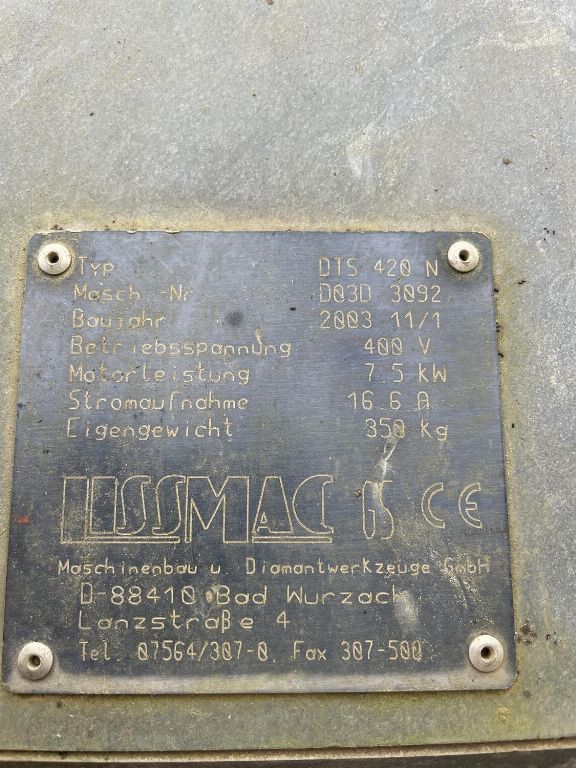 Typ DTS 420 N
Masch.-Nr. D03D 3092
Baujahr 2003 11/1
Betriebsspannung 400 V
Motorleistung 7.5 kW
Stromaufnahme 16.6 A
Eigengewicht 350 kg
LISSMAC GS CE
Maschinenbau u. Diamantwerkzeuge GmbH
D-88410 Bad Wurzach
Lanzstraße 4
Tel. 07564/307-0 Fax 307-500